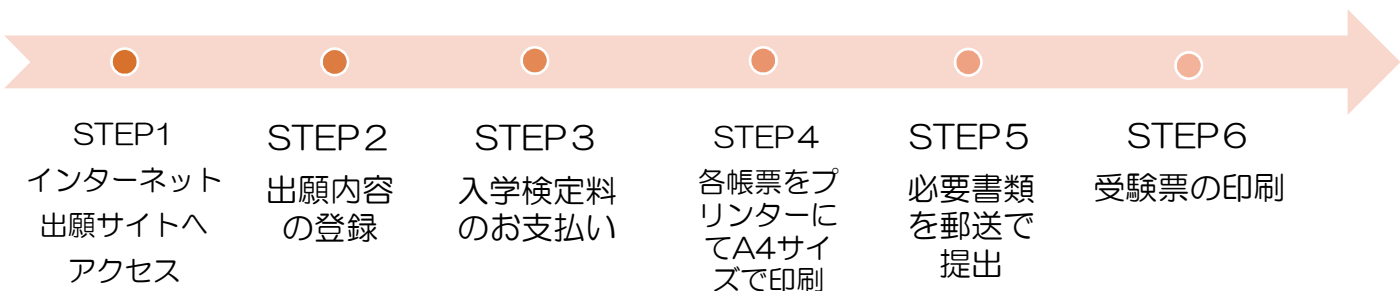 STEP1
インターネット
出願サイトへ
アクセス
STEP２
出願内容
の登録
STEP３
入学検定料
のお支払い
STEP４
各帳票をプ
リンターに
てA4サイ
ズで印刷
STEP５
必要書類
を郵送で
提出
STEP６
受験票の印刷